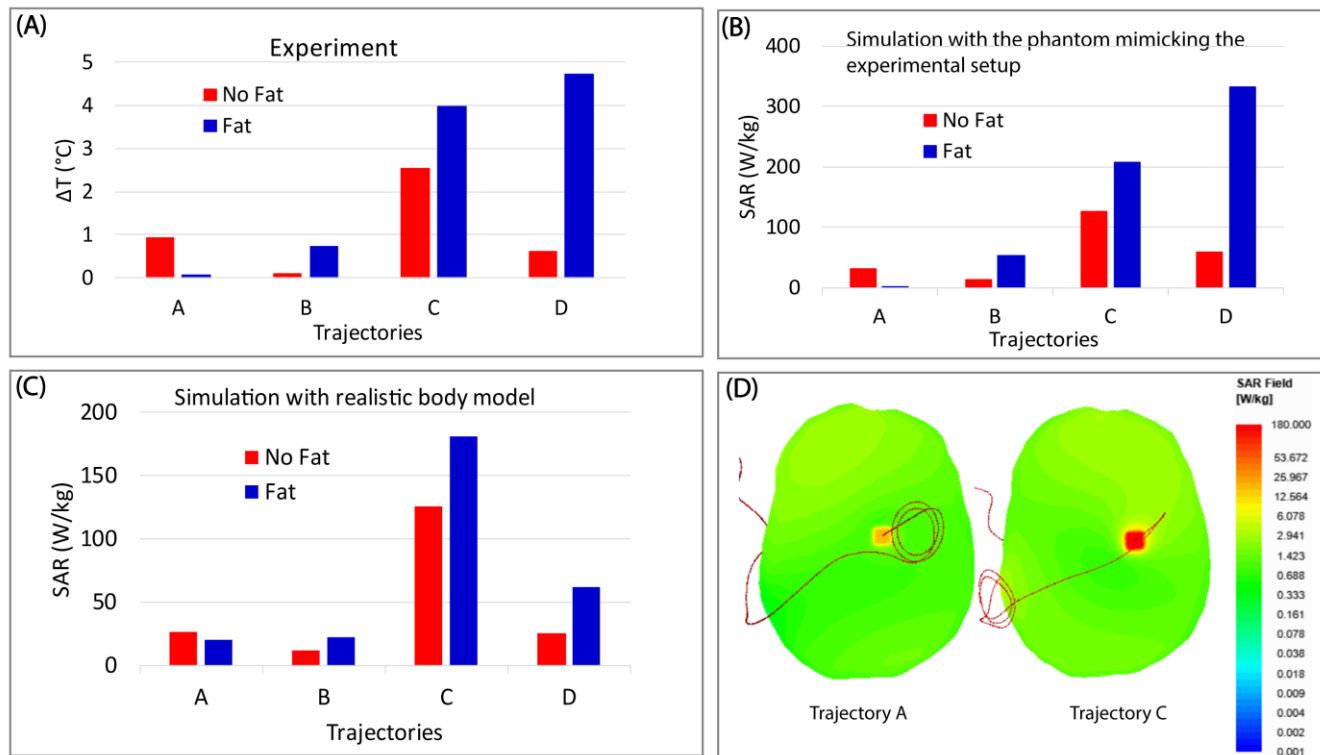 (A)
Experiment
5
4
3
2
1
0
ΔT (°C)
No Fat
Fat
A B C D
Trajectories
(B)
Simulation with the phantom mimicking the
experimental setup
400
300
200
100
0
SAR (W/kg)
No Fat
Fat
A B C D
Trajectories
(C)
Simulation with realistic body model
200
150
100
50
0
SAR (W/kg)
No Fat
Fat
A B C D
Trajectories
(D)
SAR Field
[W/kg]
180.000
53.672
25.967
12.564
6.078
2.941
1.423
0.688
0.333
0.161
0.078
0.038
0.018
0.009
0.004
0.002
0.001
Trajectory A
Trajectory C